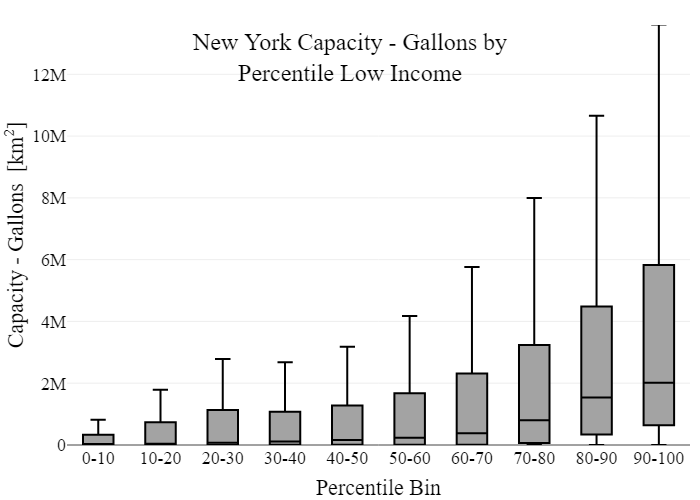 New York Capacity - Gallons by
Percentile Low Income
Capacity - Gallons [km²]
12M
10M
8M
6M
4M
2M
0
0-10 10-20 20-30 30-40 40-50 50-60 60-70 70-80 80-90 90-100
Percentile Bin